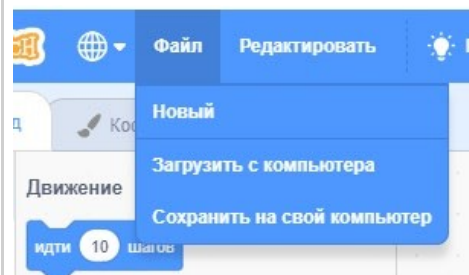 Файл Редактировать
Новый
Загрузить с компьютера
Сохранить на свой компьютер
Движение
идти 10 шагов